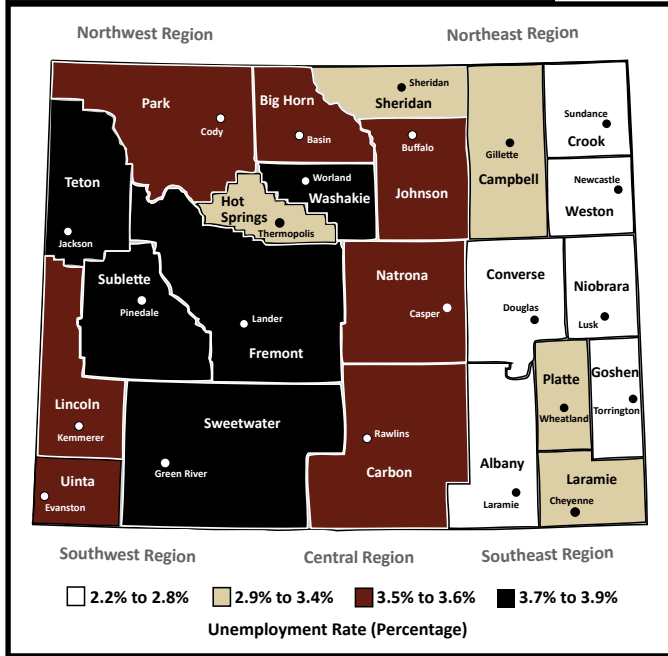 Northwest Region
Northeast Region
Sheridan
Sheridan
Park
Big Horn
Cody
Basin
Buffalo
Sundance
Crook
Gillette
Campbell
Teton
Worland
Washakie
Johnson
Newcastle
Weston
Hot
Springs
Thermopolis
Jackson
Sublette
Pinedale
Natrona
Converse
Niobrara
Lander
Casper
Douglas
Lusk
Fremont
Lincoln
Kemmerer
Sweetwater
Platte
Wheatland
Goshen
Torrington
Rawlins
Green River
Carbon
Albany
Laramie
Laramie
Cheyenne
Uinta
Evanston
Southwest Region
Central Region
Southeast Region
2.2% to 2.8%
2.9% to 3.4%
3.5% to 3.6%
3.7% to 3.9%
Unemployment Rate (Percentage)